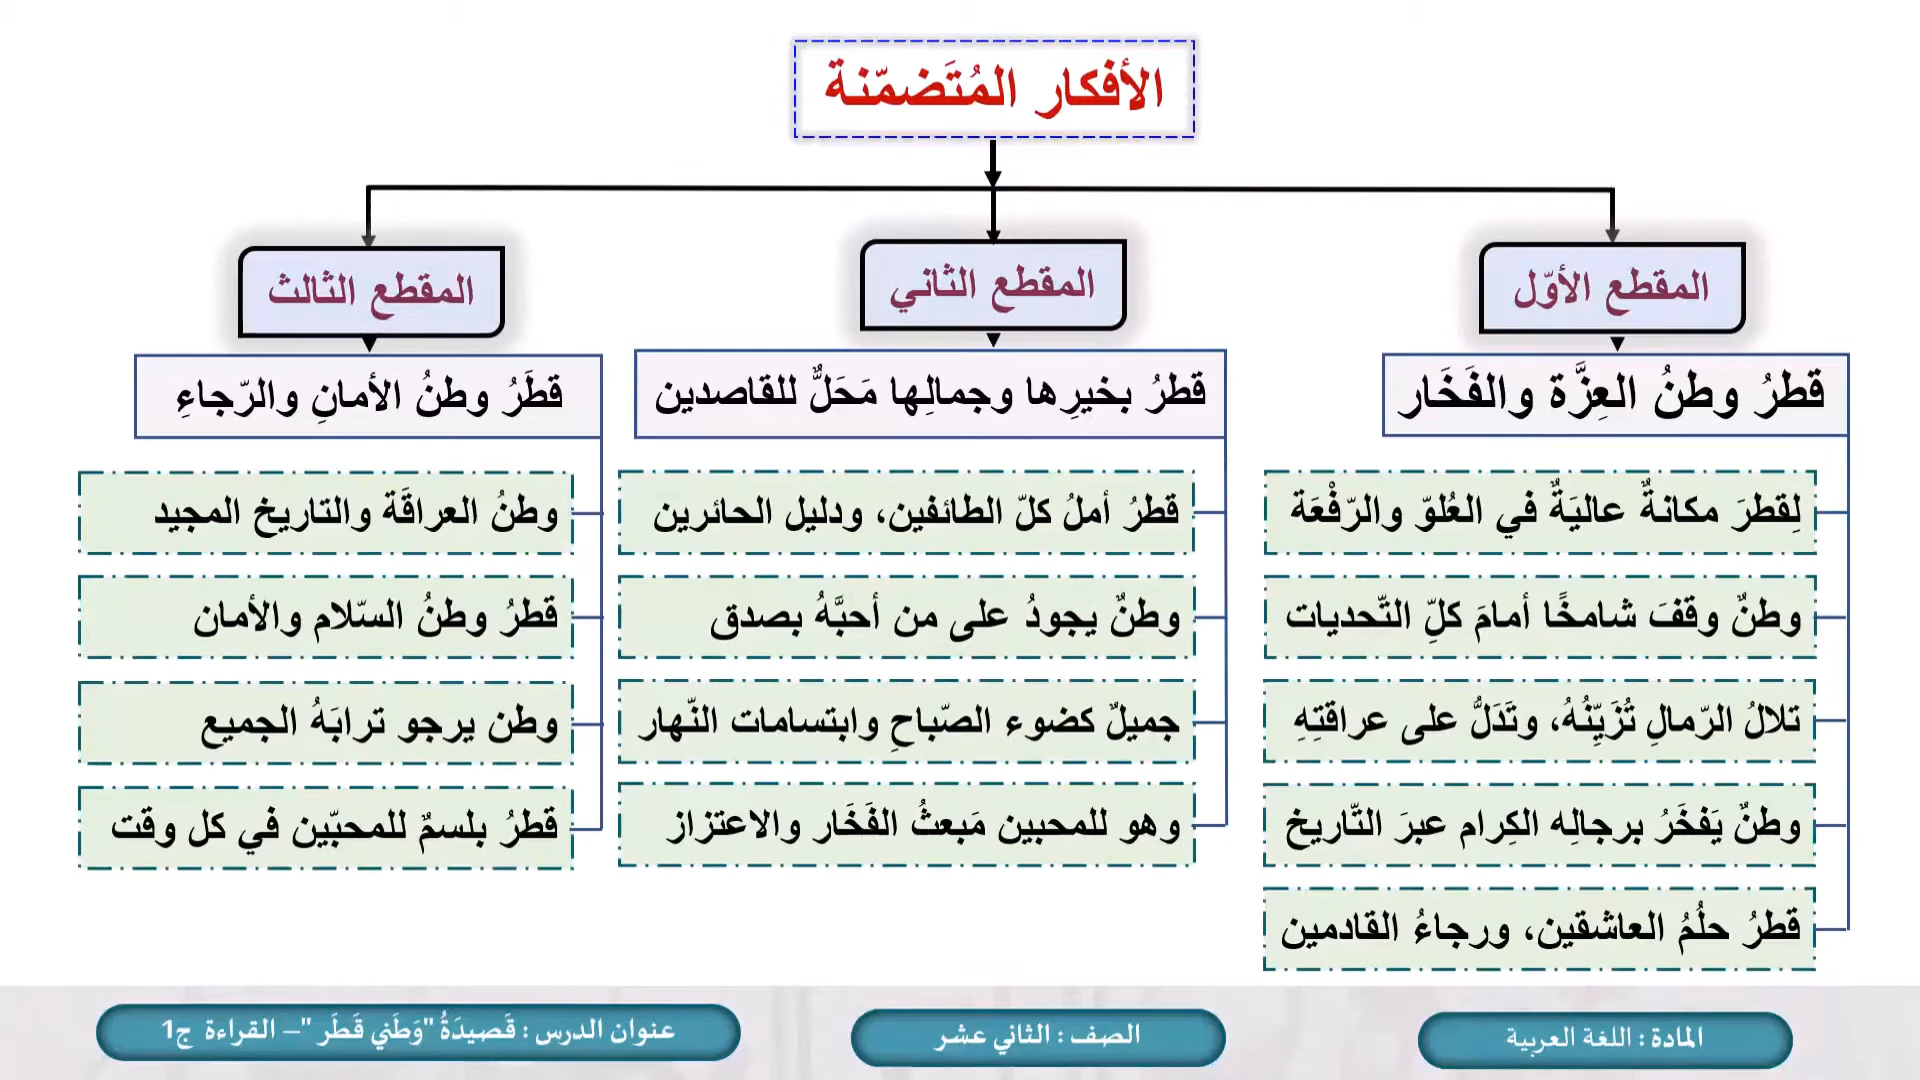 الأفكار المُتَضمّنة
المقطع الأوّل
قطرُ وطنُ العِزَّة والفَخَار
لِقطرَ مكانةٌ عاليَةٌ في العُلوّ والرّفْعَة
وطنٌ وقفَ شامخًا أمامَ كلِّ التّحديات
تلالُ الرّمالِ تُزَيِّنُهُ، وتَدَلُّ على عراقتِهِ
وطنٌ يَفخَرُ برجالِه الكِرام عبرَ التّاريخ
قطرُ حلُمُ العاشقين، ورجاءُ القادمين
المقطع الثاني
قطرُ بخيرِها وجمالِها مَحَلٌّ للقاصدين
قطرُ أملُ كلّ الطائفين، ودليل الحائرين
وطنٌ يجودُ على من أحبَّهُ بصدق
جميلٌ كضوء الصّباحِ وابتسامات النّهار
وهو للمحبين مَبعثُ الفَخَار والاعتزاز
المقطع الثالث
قطَرُ وطنُ الأمانِ والرّجاءِ
وطنُ العراقَة والتاريخ المجيد
قطرُ وطنُ السّلام والأمان
وطن يرجو ترابَهُ الجميع
قطرُ بلسمٌ للمحبّين في كل وقت
المادة : اللغة العربية
الصف : الثاني عشر
عنوان الدرس : قَصيدَةُ "وَطَني قَطَر "– القراءة ج1